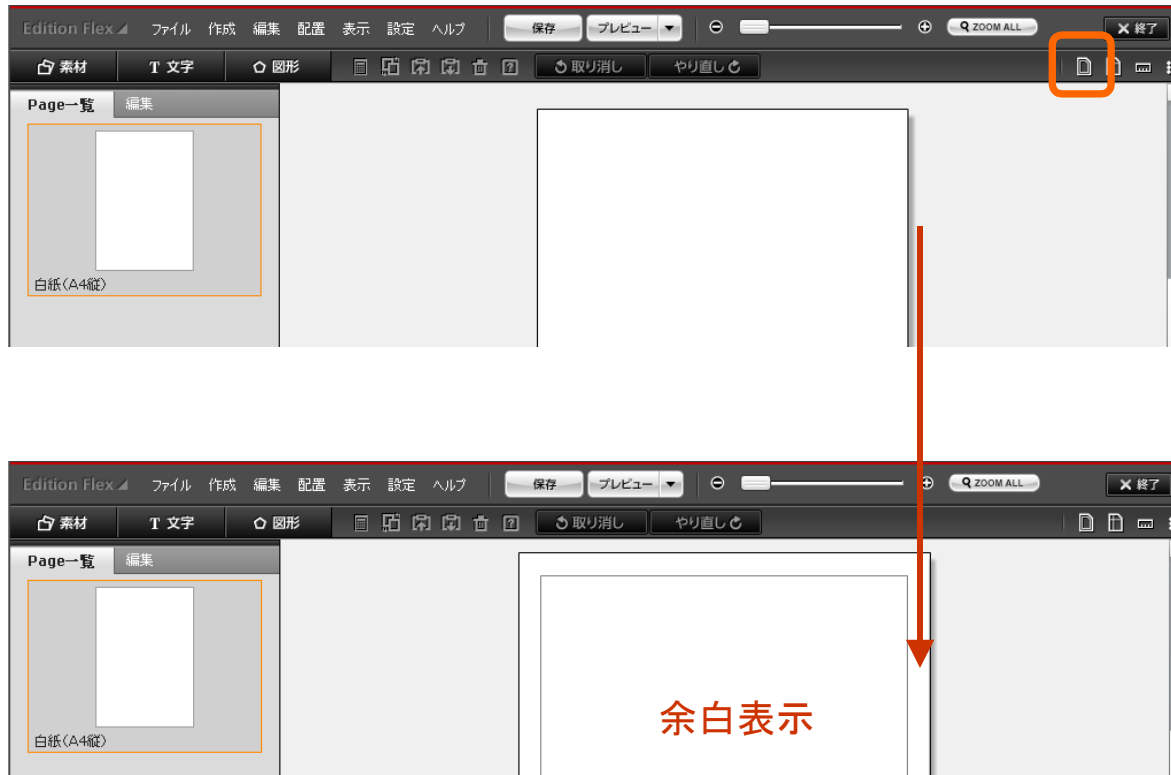 Edition Flex ファイル 作成 編集 配置 表示 設定 ヘルプ 保存 プレビュー ZOOM ALL 終了
素材 T 文字 図形 取り消し やり直し
Page一覧 編集
白紙(A4縦)
Edition Flex ファイル 作成 編集 配置 表示 設定 ヘルプ 保存 プレビュー ZOOM ALL 終了
素材 T 文字 図形 取り消し やり直し
Page一覧 編集
余白表示
白紙(A4縦)